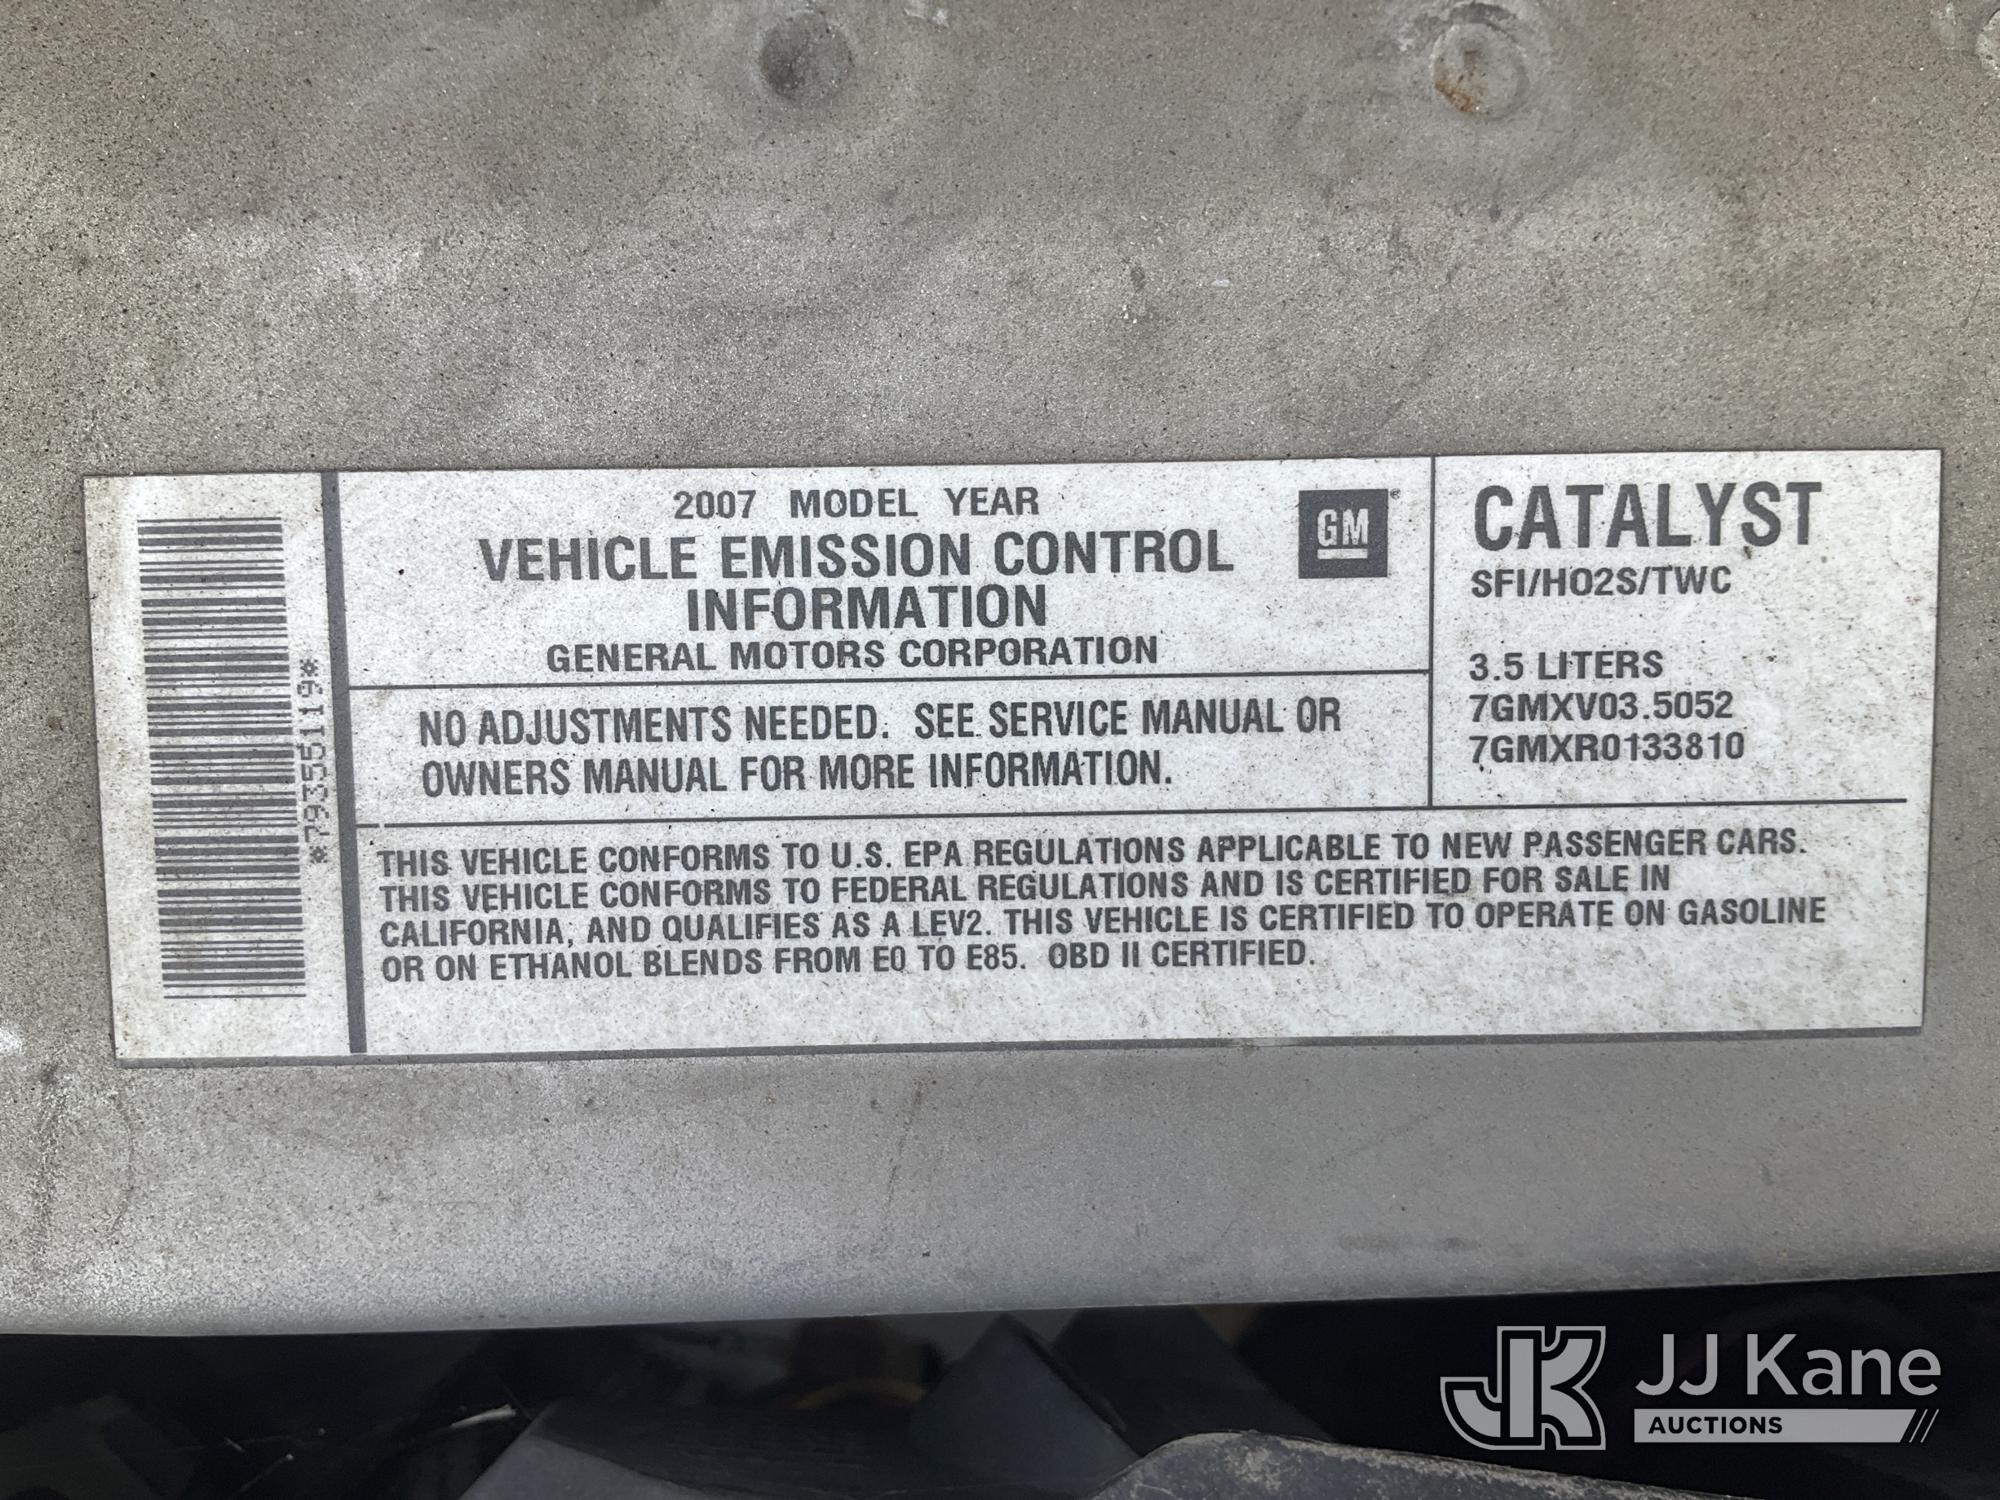 2007 MODEL YEAR
VEHICLE EMISSION CONTROL
INFORMATION
GENERAL MOTORS CORPORATION
GM
NO ADJUSTMENTS NEEDED. SEE SERVICE MANUAL OR
OWNERS MANUAL FOR MORE INFORMATION.
CATALYST
SFI/HO2S/TWC
3.5 LITERS
7GMXV03.5052
7GMXR0133810
THIS VEHICLE CONFORMS TO U.S. EPA REGULATIONS APPLICABLE TO NEW PASSENGER CARS.
THIS VEHICLE CONFORMS TO FEDERAL REGULATIONS AND IS CERTIFIED FOR SALE IN
CALIFORNIA, AND QUALIFIES AS A LEV2. THIS VEHICLE IS CERTIFIED TO OPERATE ON GASOLINE
OR ON ETHANOL BLENDS FROM E0 TO E85. OBD II CERTIFIED.
*79355119*
JK
JJ Kane
AUCTIONS